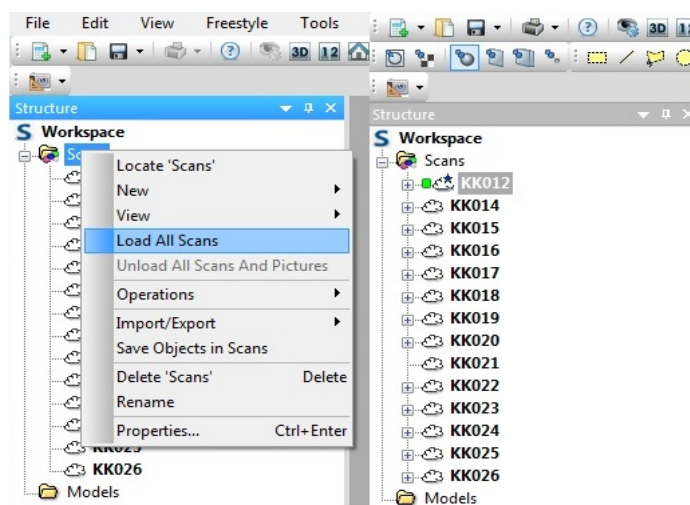 File Edit View Freestyle Tools
3D 12
Structure
S Workspace
Locate 'Scans'
New
View
Load All Scans
Unload All Scans And Pictures
Operations
Import/Export
Save Objects in Scans
Delete 'Scans' Delete
Rename
Properties... Ctrl+Enter
KK025
KK026
Models
3D
Structure
S Workspace
Scans
KK012
KK014
KK015
KK016
KK017
KK018
KK019
KK020
KK021
KK022
KK023
KK024
KK025
KK026
Models